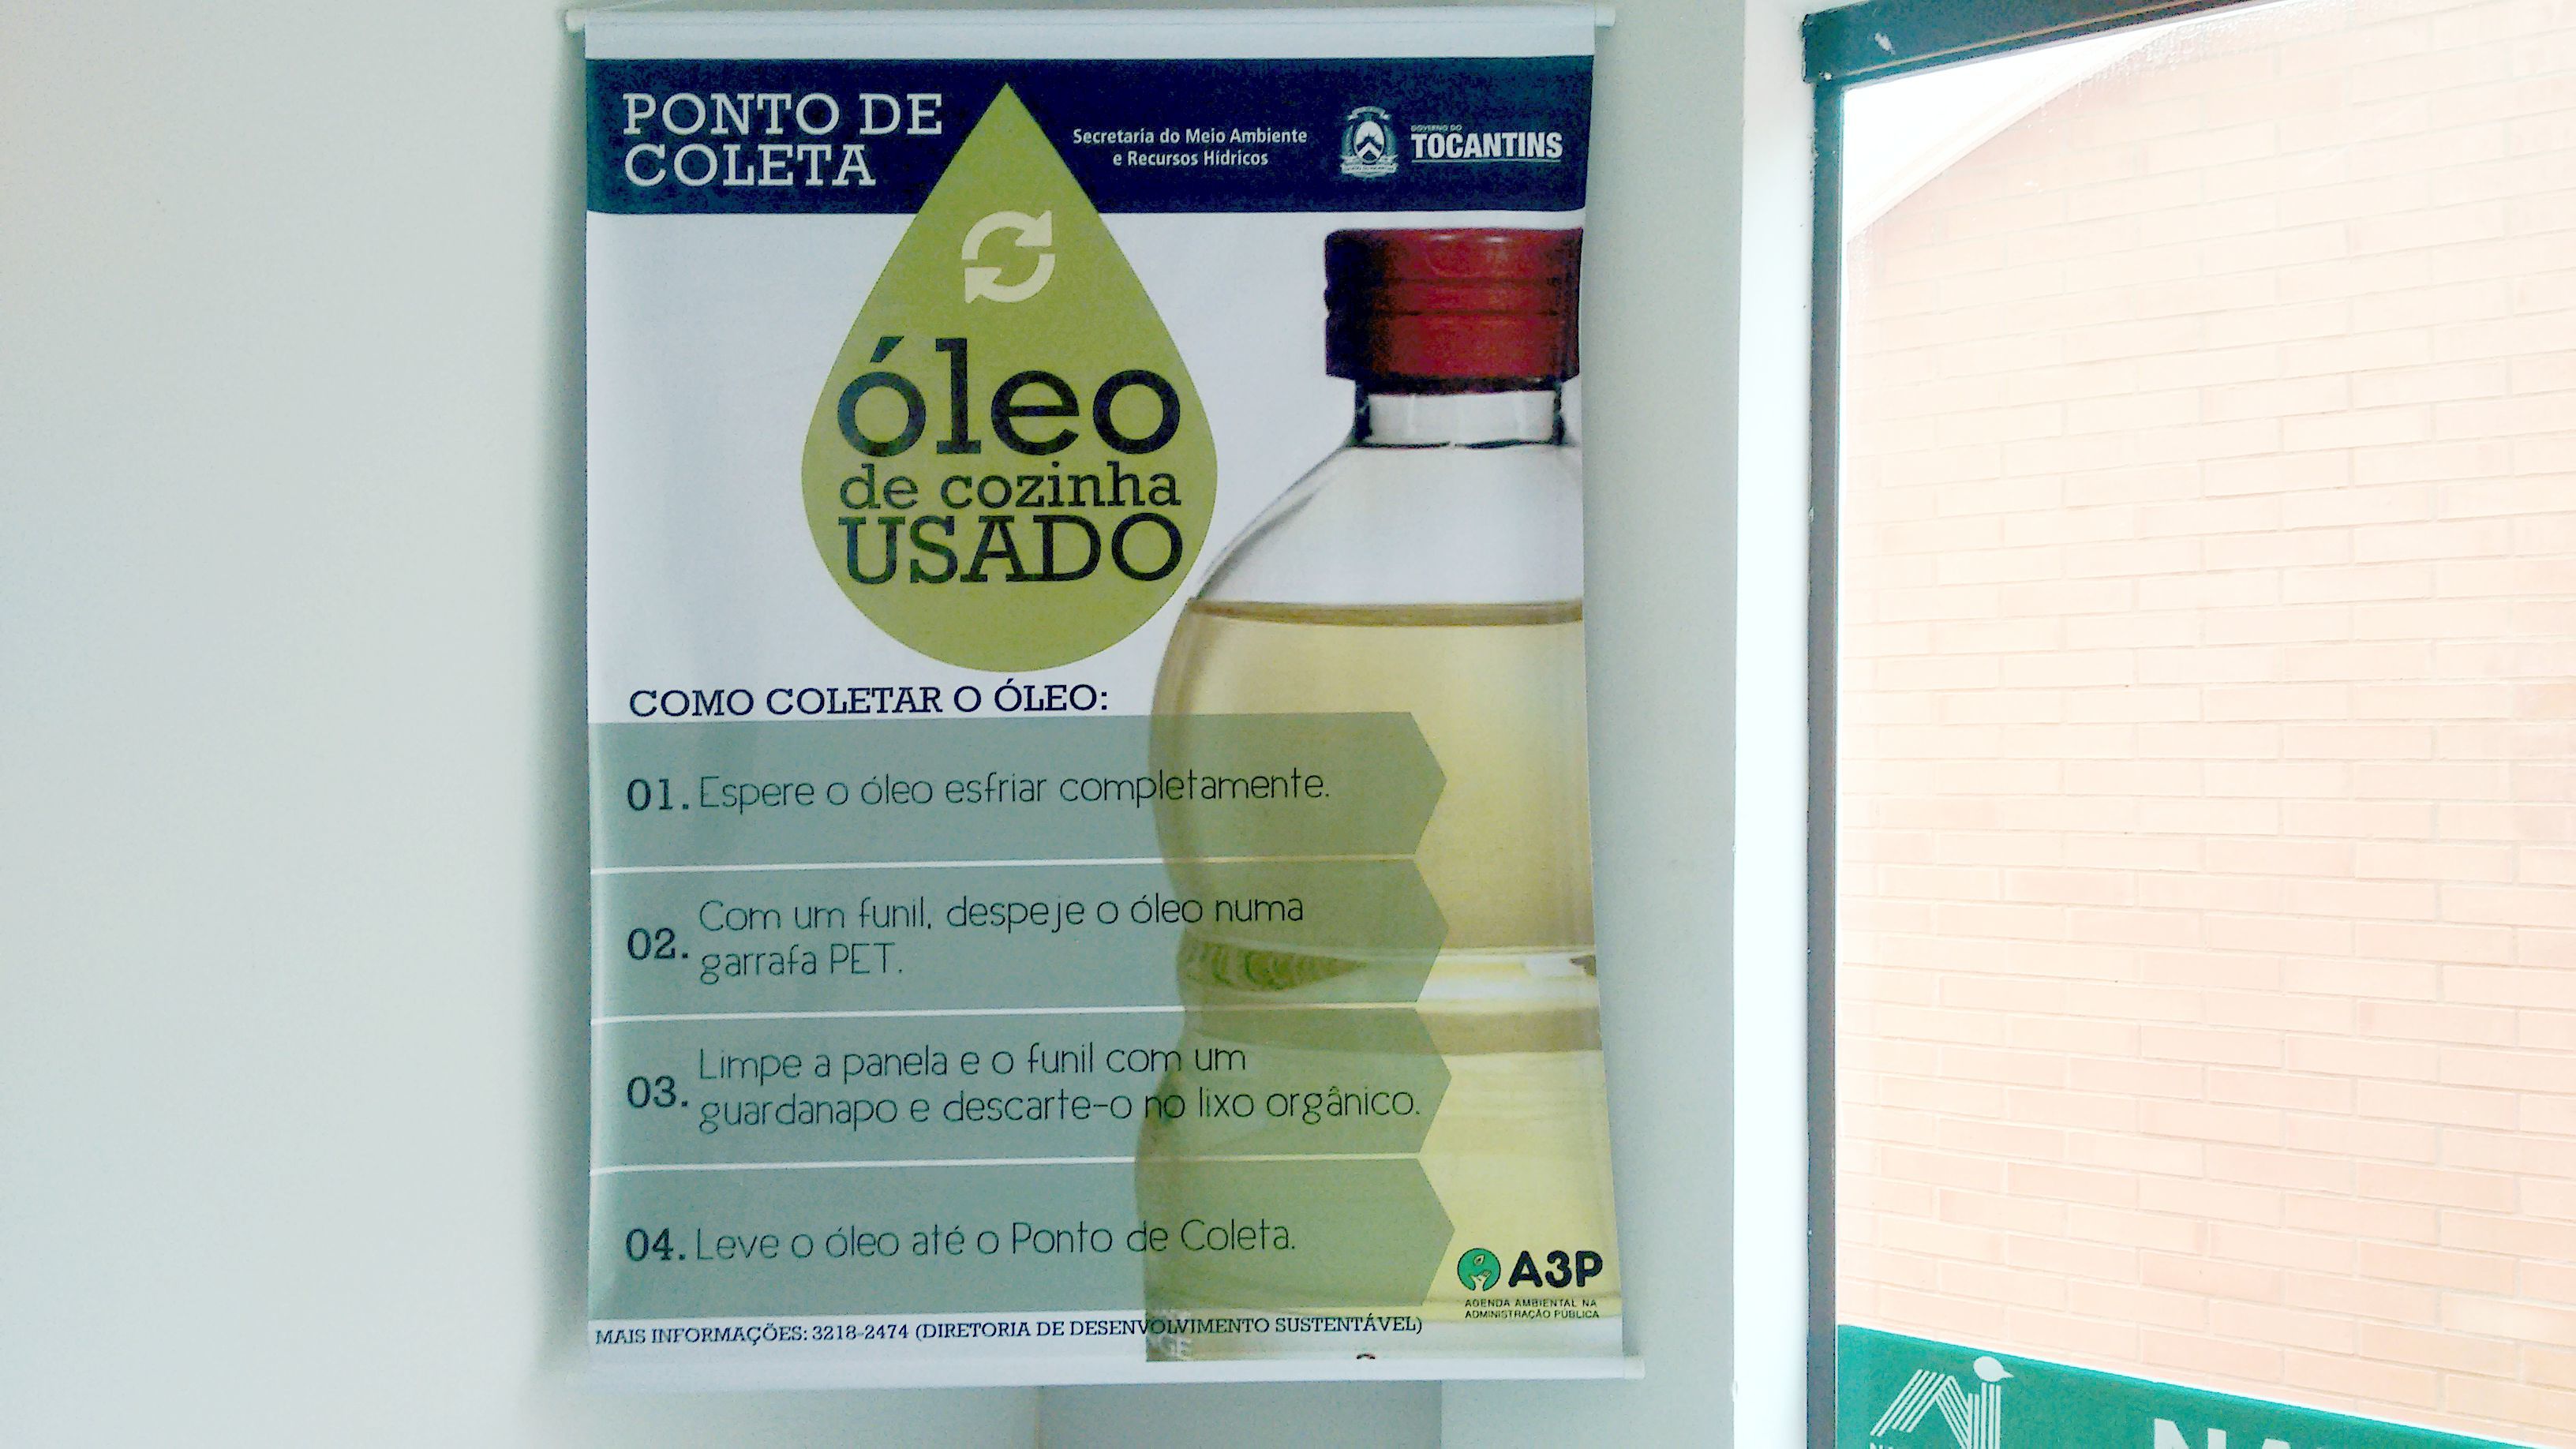 PONTO DE
COLETA
Secretaria do Meio Ambiente
e Recursos Hídricos
GOVERNO DO
TOCANTINS
óleo
de cozinha
USADO
COMO COLETAR O ÓLEO:
01. Espere o óleo esfriar completamente.
02. Com um funil, despeje o óleo numa
garrafa PET.
03. Limpe a panela e o funil com um
guardanapo e descarte-o no lixo orgânico.
04. Leve o óleo até o Ponto de Coleta.
A3P
AGENDA AMBIENTAL NA
ADMINISTRAÇÃO PÚBLICA
MAIS INFORMAÇÕES: 3218-2474 (DIRETORIA DE DESENVOLVIMENTO SUSTENTÁVEL)